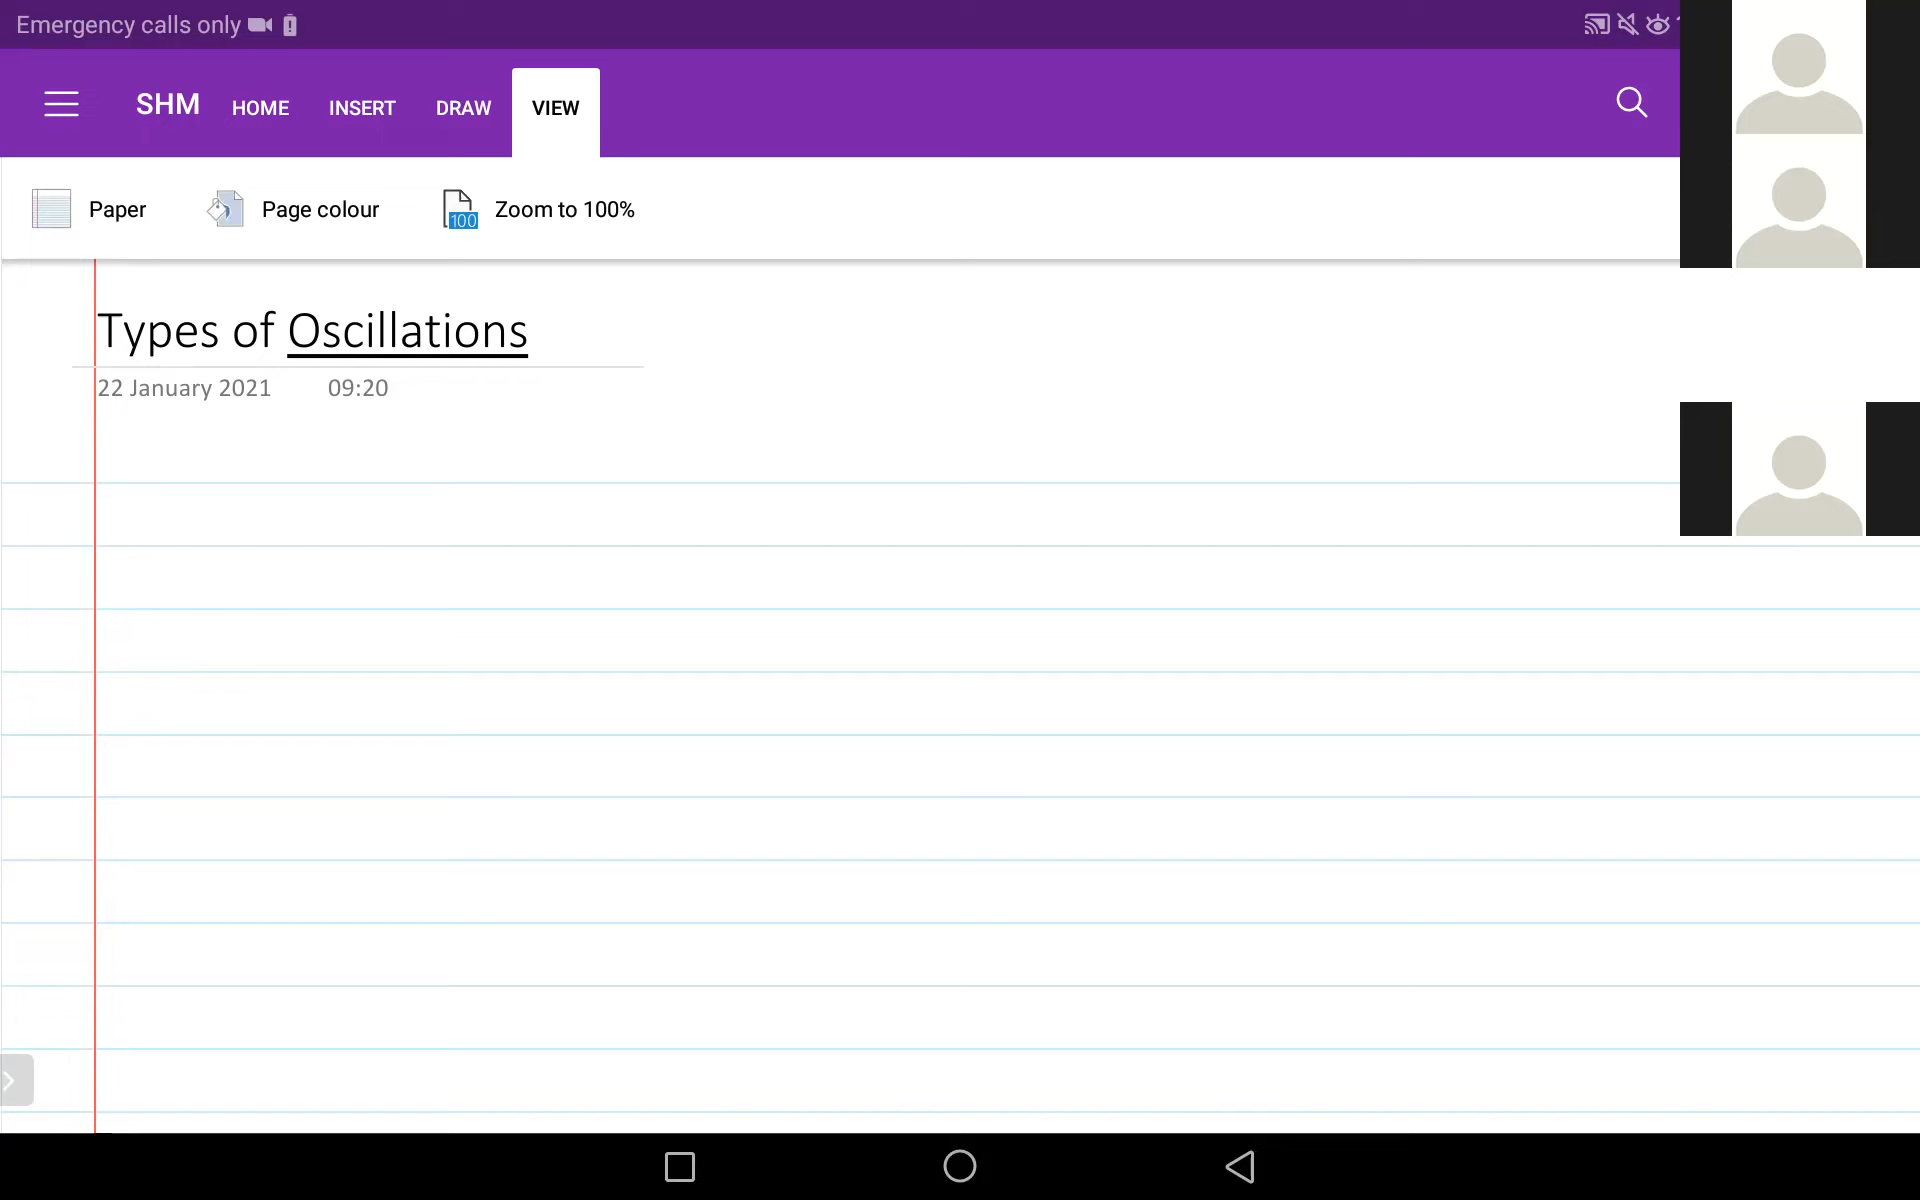 Emergency calls only
SHM HOME INSERT DRAW VIEW
Paper Page colour 100 Zoom to 100%
Types of Oscillations
22 January 2021 09:20